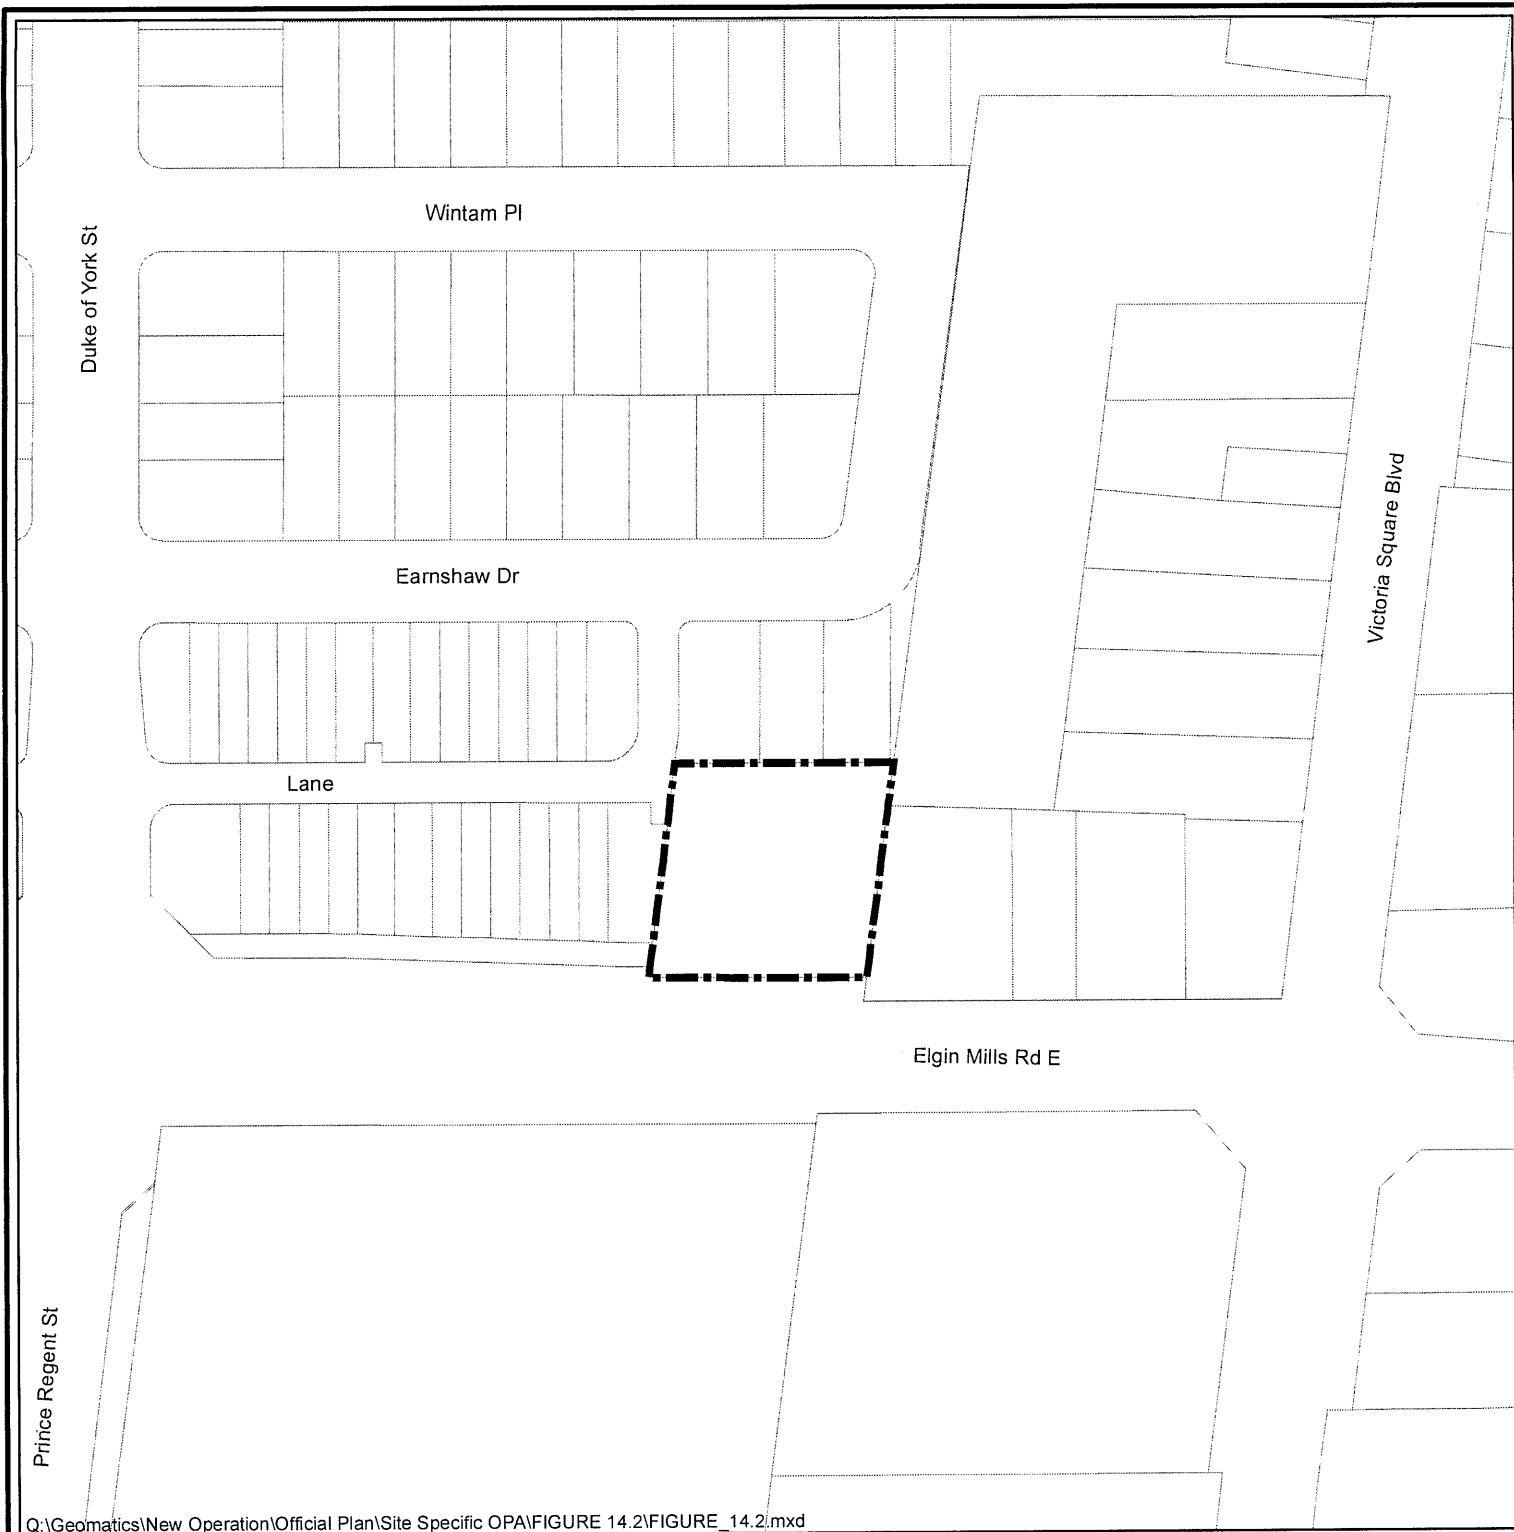 Wintam Pl
Duke of York St
Earnshaw Dr
Victoria Square Blvd
Lane
Elgin Mills Rd E
Prince Regent St
Q:\Geomatics\New Operation\Official Plan\Site Specific OPA\FIGURE 14.2\FIGURE_14.2.mxd